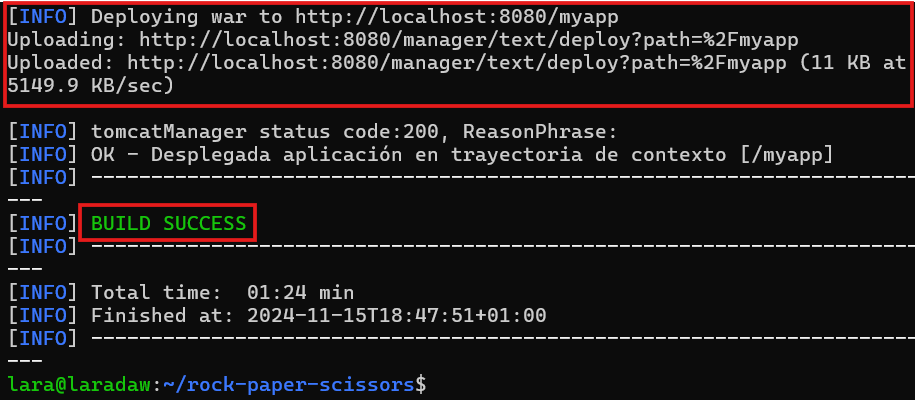 [INFO] Deploying war to http://localhost:8080/myapp
Uploading: http://localhost:8080/manager/text/deploy?path=%2Fmyapp
Uploaded: http://localhost:8080/manager/text/deploy?path=%2Fmyapp (11 KB at
5149.9 KB/sec)
[INFO] tomcatManager status code:200, ReasonPhrase:
[INFO] OK - Desplegada aplicación en trayectoria de contexto [/myapp]
[INFO] ---------------------------------------------------------------------
---
[INFO] BUILD SUCCESS
[INFO] ---------------------------------------------------------------------
---
[INFO] Total time:  01:24 min
[INFO] Finished at: 2024-11-15T18:47:51+01:00
[INFO] ---------------------------------------------------------------------
---
lara@laradaw:~/rock-paper-scissors$